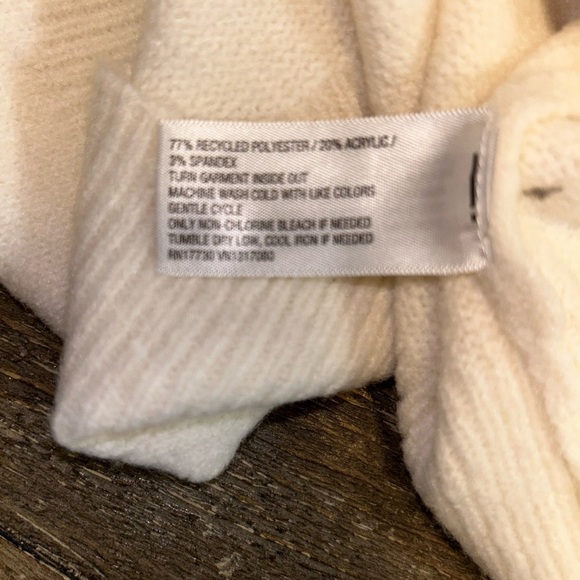 77% RECYCLED POLYESTER / 20% ACRYLIC /
3% SPANDEX
TURN GARMENT INSIDE OUT
MACHINE WASH COLD WITH LIKE COLORS
GENTLE CYCLE
ONLY NON-CHLORINE BLEACH IF NEEDED
TUMBLE DRY LOW, COOL IRON IF NEEDED
RN17730 VN1217080